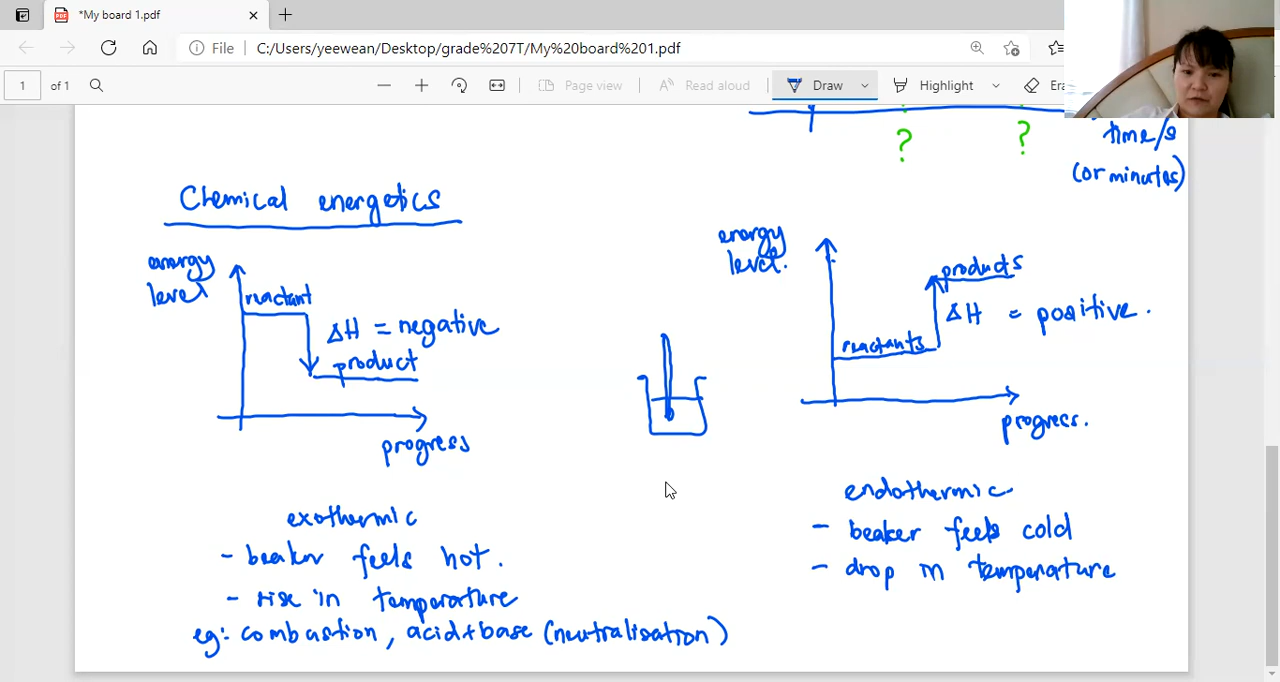 *My board 1.pdf
File C:/Users/yeewean/Desktop/grade%207T/My%20board%201.pdf
1 of 1
Page view
Read aloud
Draw
Highlight
Era
? ?
time/s
(or minutes)
Chemical energetics
energy
level
reactant
ΔH = negative
product
progress
energy
level.
products
ΔH = positive.
reactants
progress.
exothermic
- beaker feels hot.
- rise in temperature
eg: combustion, acid+base (neutralisation)
endothermic
- beaker feels cold
- drop in temperature